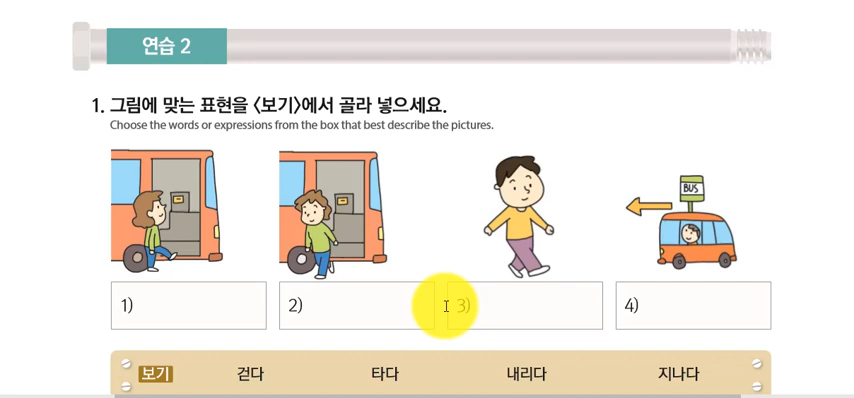 연습 2
1. 그림에 맞는 표현을 <보기>에서 골라 넣으세요.
Choose the words or expressions from the box that best describe the pictures.
BUS
1) 2) 3) 4)
보기 걷다 타다 내리다 지나다